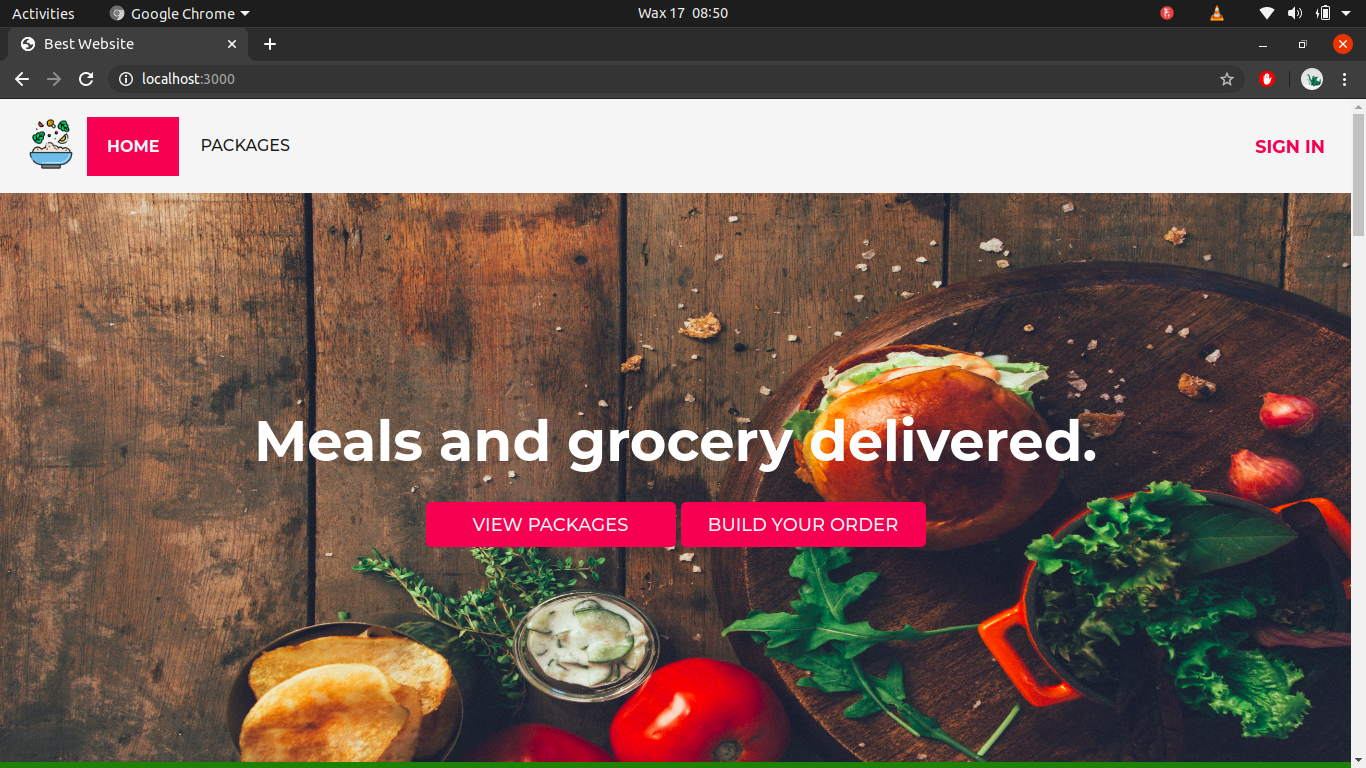 Activities
Google Chrome
Wax 17 08:50
Best Website
localhost:3000
HOME
PACKAGES
SIGN IN
Meals and grocery delivered.
VIEW PACKAGES
BUILD YOUR ORDER